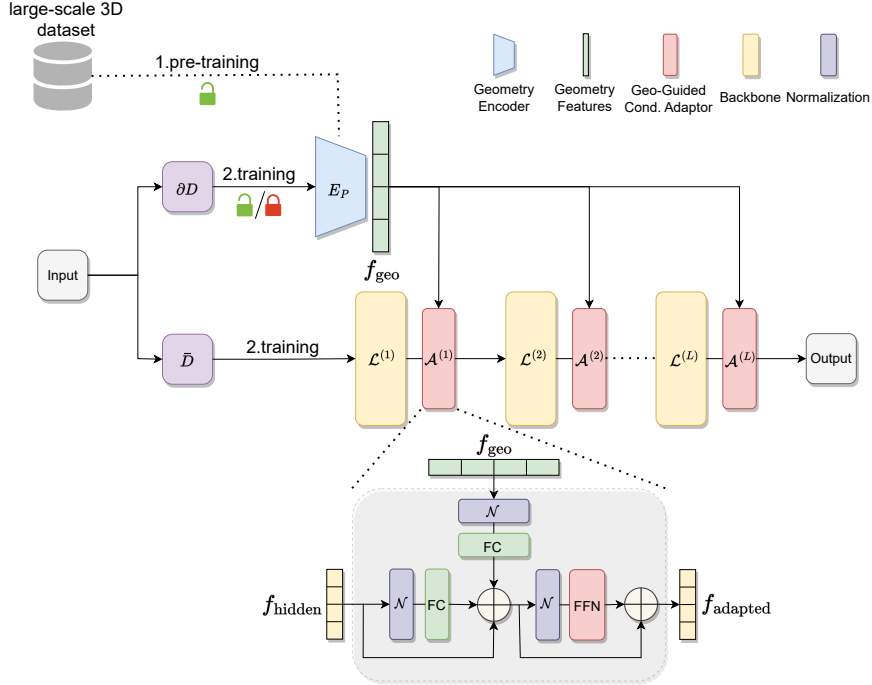 large-scale 3D
dataset
1.pre-training
Geometry
Encoder
Geometry
Features
Geo-Guided
Cond. Adaptor
Backbone
Normalization
∂D
2.training
/
E_P
f_geo
Input
D̄
2.training
ℒ^(1)
𝒜^(1)
ℒ^(2)
𝒜^(2)
ℒ^(L)
𝒜^(L)
Output
f_geo
𝒩
FC
f_hidden
𝒩
FC
𝒩
FFN
f_adapted